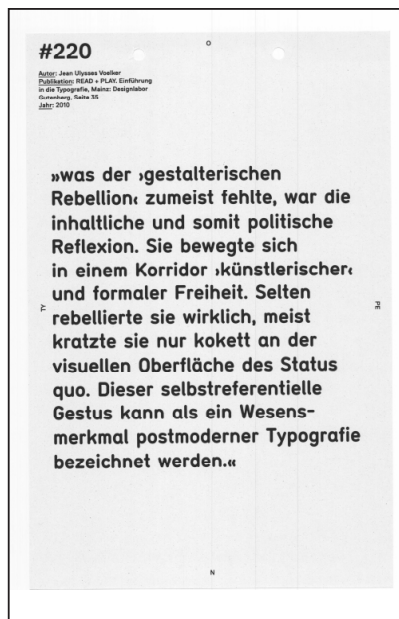 #220
O
Autor: Jean Ulysses Voelker
Publikation: READ + PLAY. Einführung
in die Typografie, Mainz: Designlabor
Gutenberg, Seite 35
Jahr: 2010
»was der ›gestalterischen
Rebellion‹ zumeist fehlte, war die
inhaltliche und somit politische
Reflexion. Sie bewegte sich
in einem Korridor ›künstlerischer‹
und formaler Freiheit. Selten
rebellierte sie wirklich, meist
kratzte sie nur kokett an der
visuellen Oberfläche des Status
quo. Dieser selbstreferentielle
Gestus kann als ein Wesens-
merkmal postmoderner Typografie
bezeichnet werden.«
TY
PE
N